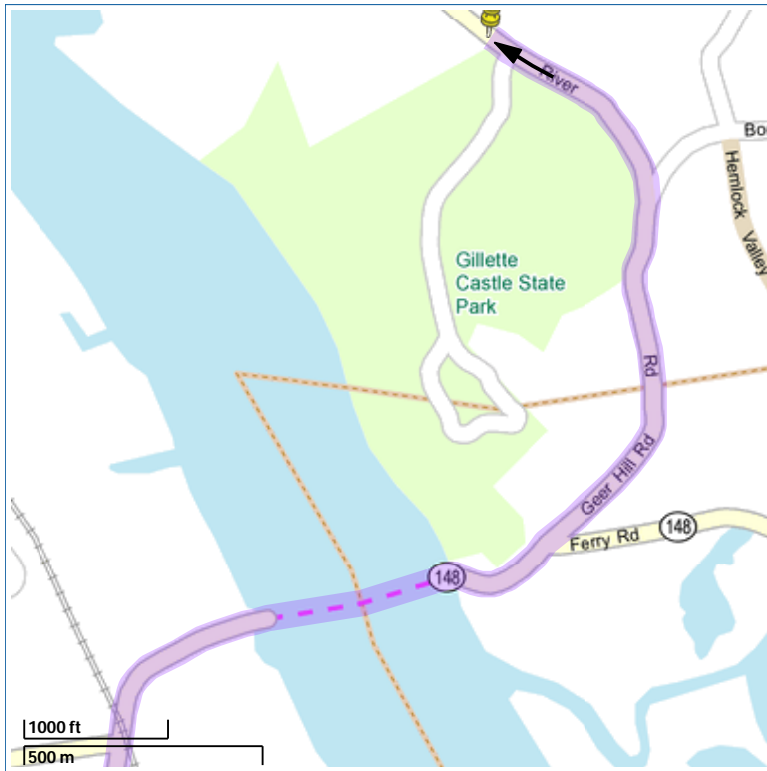 River
Bo
Hemlock Valley
Gillette
Castle State
Park
Rd
Geer Hill Rd
148
Ferry Rd
148
1000 ft
500 m